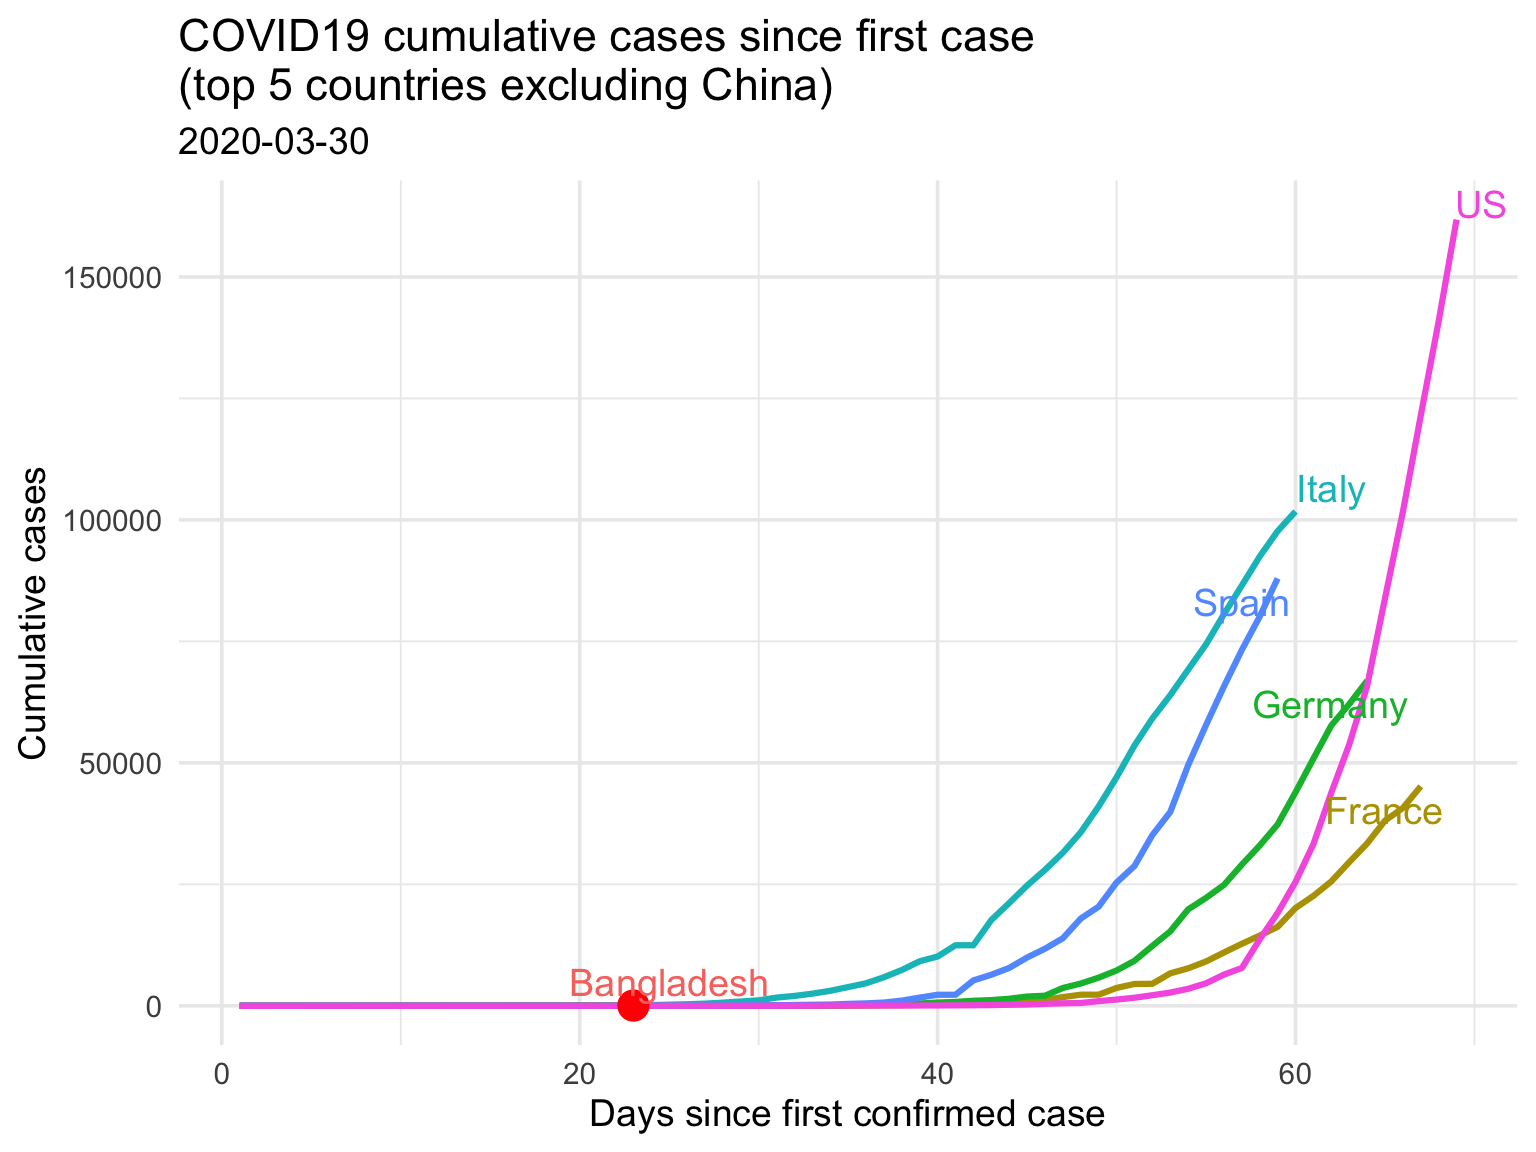 COVID19 cumulative cases since first case
(top 5 countries excluding China)
2020-03-30
US
150000
Italy
100000
Spain
Germany
50000
France
Bangladesh
0
0 20 40 60
Days since first confirmed case
Cumulative cases